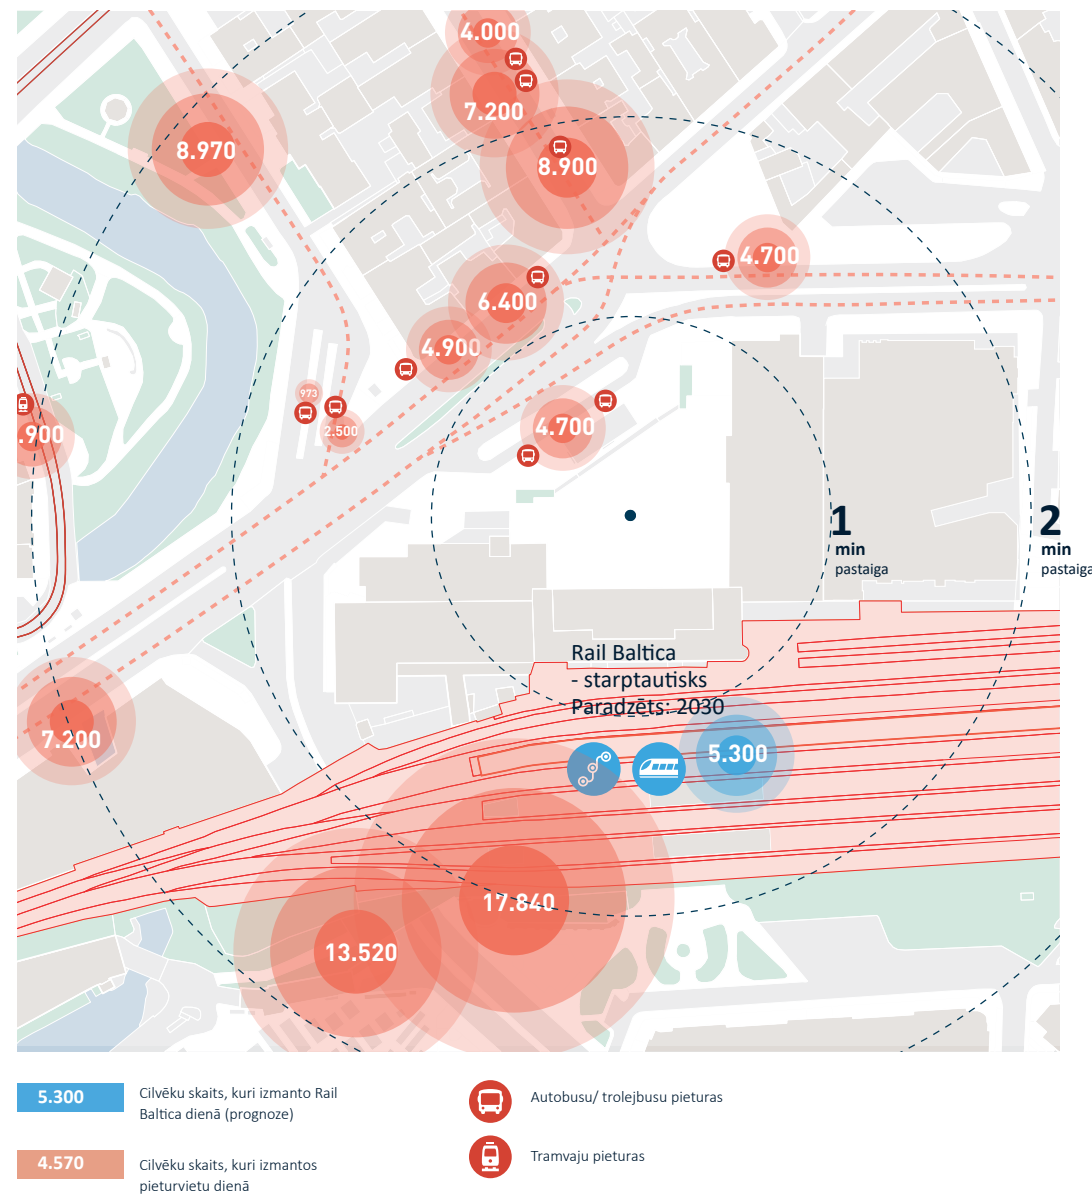 4.000
7.200
8.970
8.900
4.700
6.400
4.900
973
2.500
4.700
.900
1
min
pastaiga
2
min
pastaiga
Rail Baltica
- starptautisks
Paradzēts: 2030
7.200
5.300
17.840
13.520
5.300
Cilvēku skaits, kuri izmanto Rail
Baltica dienā (prognoze)
4.570
Cilvēku skaits, kuri izmantos
pieturvietu dienā
Autobusu/ trolejbusu pieturas
Tramvaju pieturas